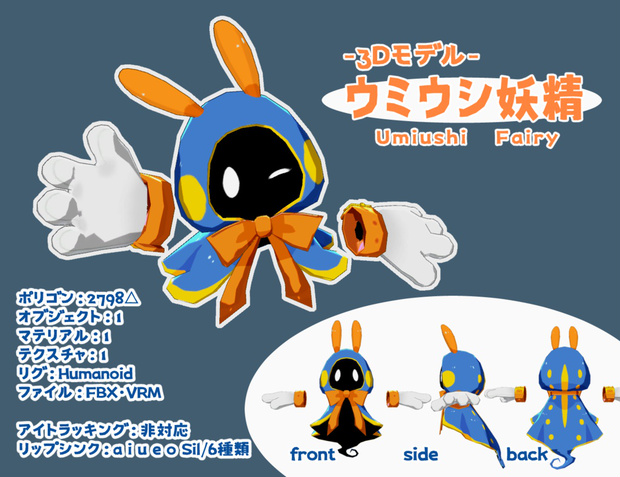 -3Dモデル-
ウミウシ妖精
Umiushi Fairy
ポリゴン：2798△
オブジェクト：1
マテリアル：1
テクスチャ：1
リグ：Humanoid
ファイル：FBX・VRM
アイトラッキング：非対応
リップシンク：a i u e o Sil/6種類
front side back